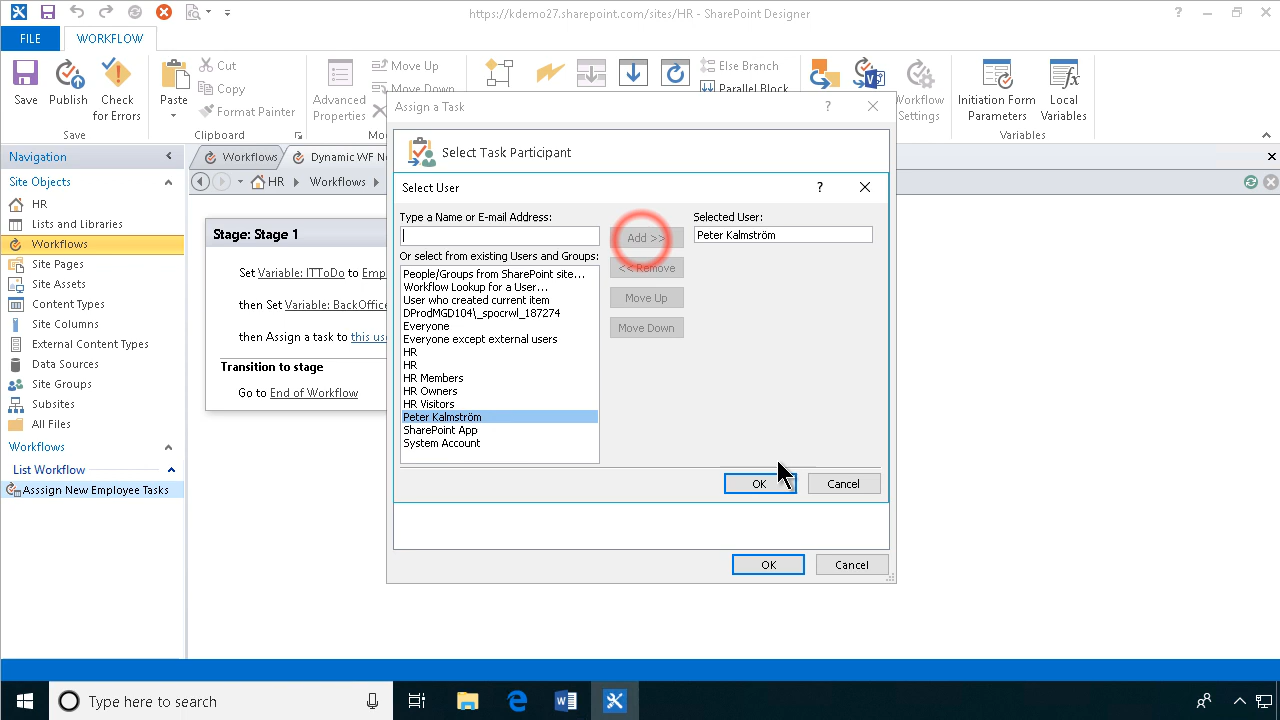 https://kdemo27.sharepoint.com/sites/HR - SharePoint Designer
FILE
WORKFLOW
Save
Publish
Check
for Errors
Save
Paste
Cut
Copy
Format Painter
Clipboard
Advanced
Properties
Move Up
Move Down
Else Branch
Parallel Block
Workflow
Settings
Initiation Form
Parameters
Local
Variables
Variables
Navigation
Site Objects
HR
Lists and Libraries
Workflows
Site Pages
Site Assets
Content Types
Site Columns
External Content Types
Data Sources
Site Groups
Subsites
All Files
Workflows
List Workflow
Asssign New Employee Tasks
Workflows
Dynamic WF
HR
Workflows
Stage: Stage 1
Set Variable: ITToDo to Emp
then Set Variable: BackOffice
then Assign a task to this
Transition to stage
Go to End of Workflow
Assign a Task
Select Task Participant
Select User
Type a Name or E-mail Address:
Or select from existing Users and Groups:
People/Groups from SharePoint site...
Workflow Lookup for a User...
User who created current item
DProdMGD104\_spocrwl_187274
Everyone
Everyone except external users
HR
HR
HR Members
HR Owners
HR Visitors
Peter Kalmström
SharePoint App
System Account
Add >>
<< Remove
Move Up
Move Down
Selected User:
Peter Kalmström
OK
Cancel
OK
Cancel
Type here to search